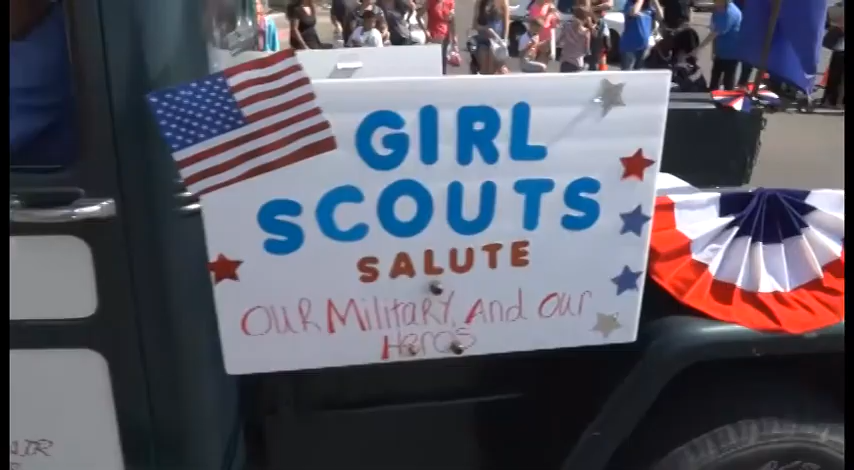 GIRL
SCOUTS
SALUTE
OUR Military, And Our
Hero's